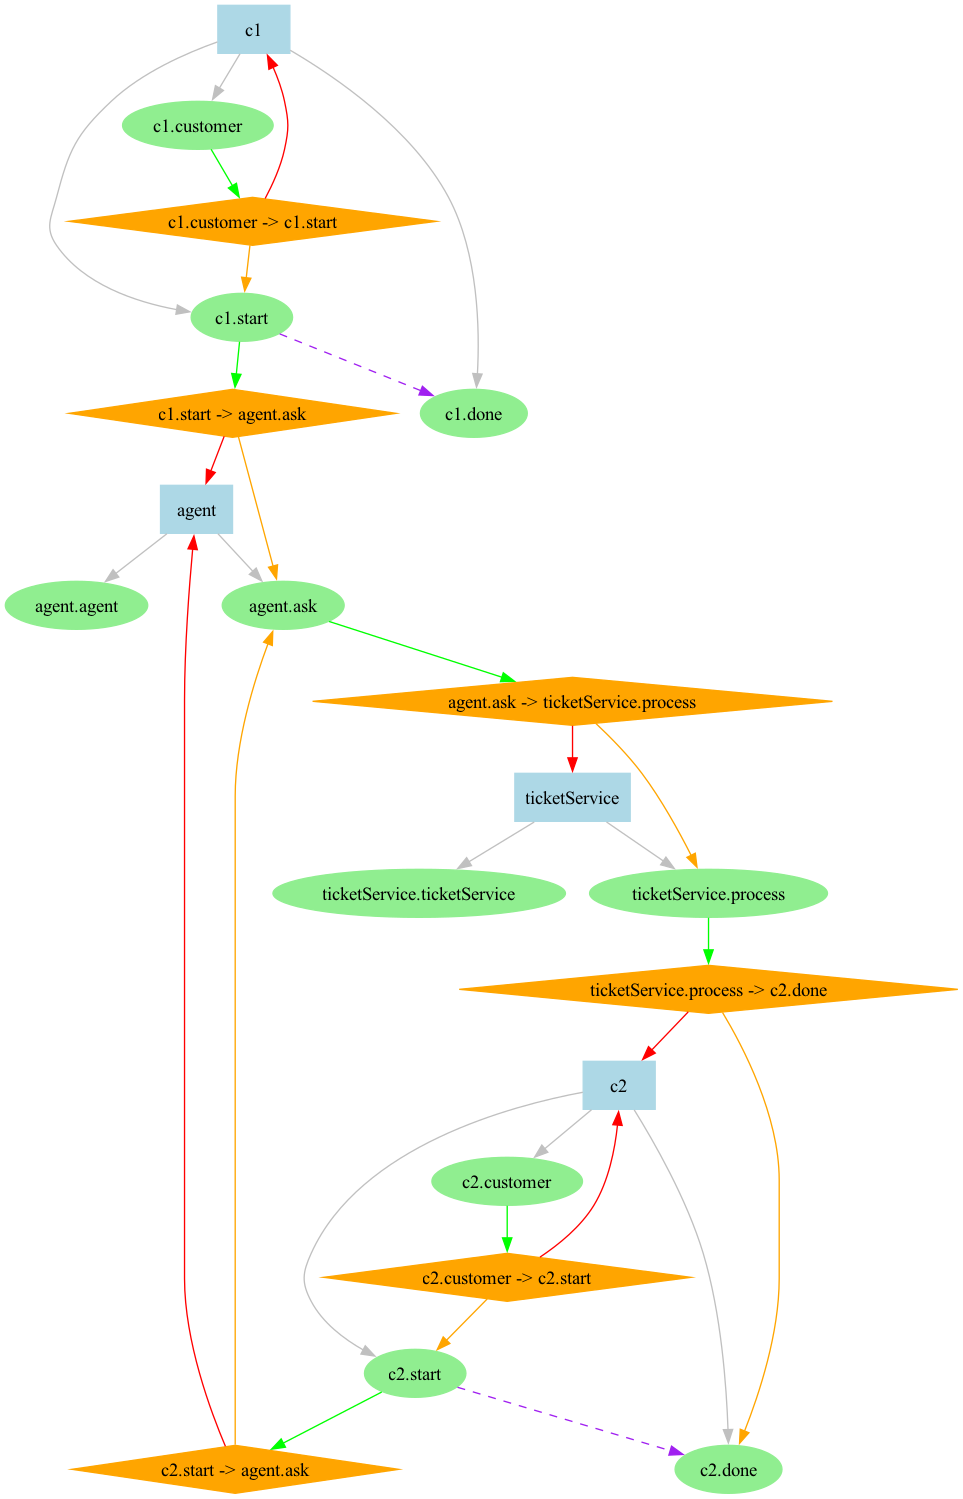 c1
c1.customer
c1.customer -> c1.start
c1.start
c1.start -> agent.ask
c1.done
agent
agent.agent
agent.ask
agent.ask -> ticketService.process
ticketService
ticketService.ticketService
ticketService.process
ticketService.process -> c2.done
c2
c2.customer
c2.customer -> c2.start
c2.start
c2.start -> agent.ask
c2.done